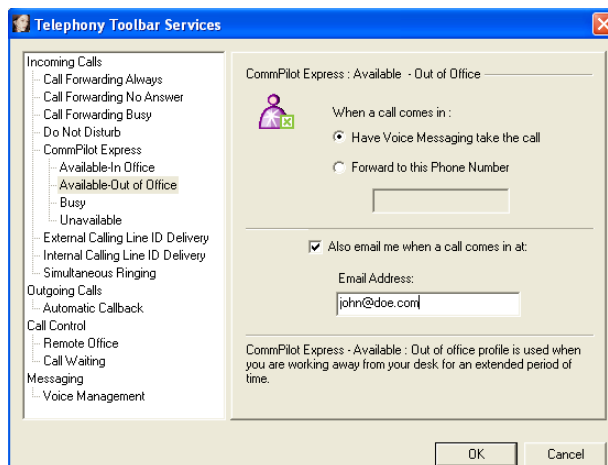 Telephony Toolbar Services
Incoming Calls
Call Forwarding Always
Call Forwarding No Answer
Call Forwarding Busy
Do Not Disturb
CommPilot Express
Available-In Office
Available-Out of Office
Busy
Unavailable
External Calling Line ID Delivery
Internal Calling Line ID Delivery
Simultaneous Ringing
Outgoing Calls
Automatic Callback
Call Control
Remote Office
Call Waiting
Messaging
Voice Management
CommPilot Express : Available - Out of Office
When a call comes in :
Have Voice Messaging take the call
Forward to this Phone Number
Also email me when a call comes in at:
Email Address:
john@doe.com
CommPilot Express - Available : Out of office profile is used when
you are working away from your desk for an extended period of
time.
OK Cancel